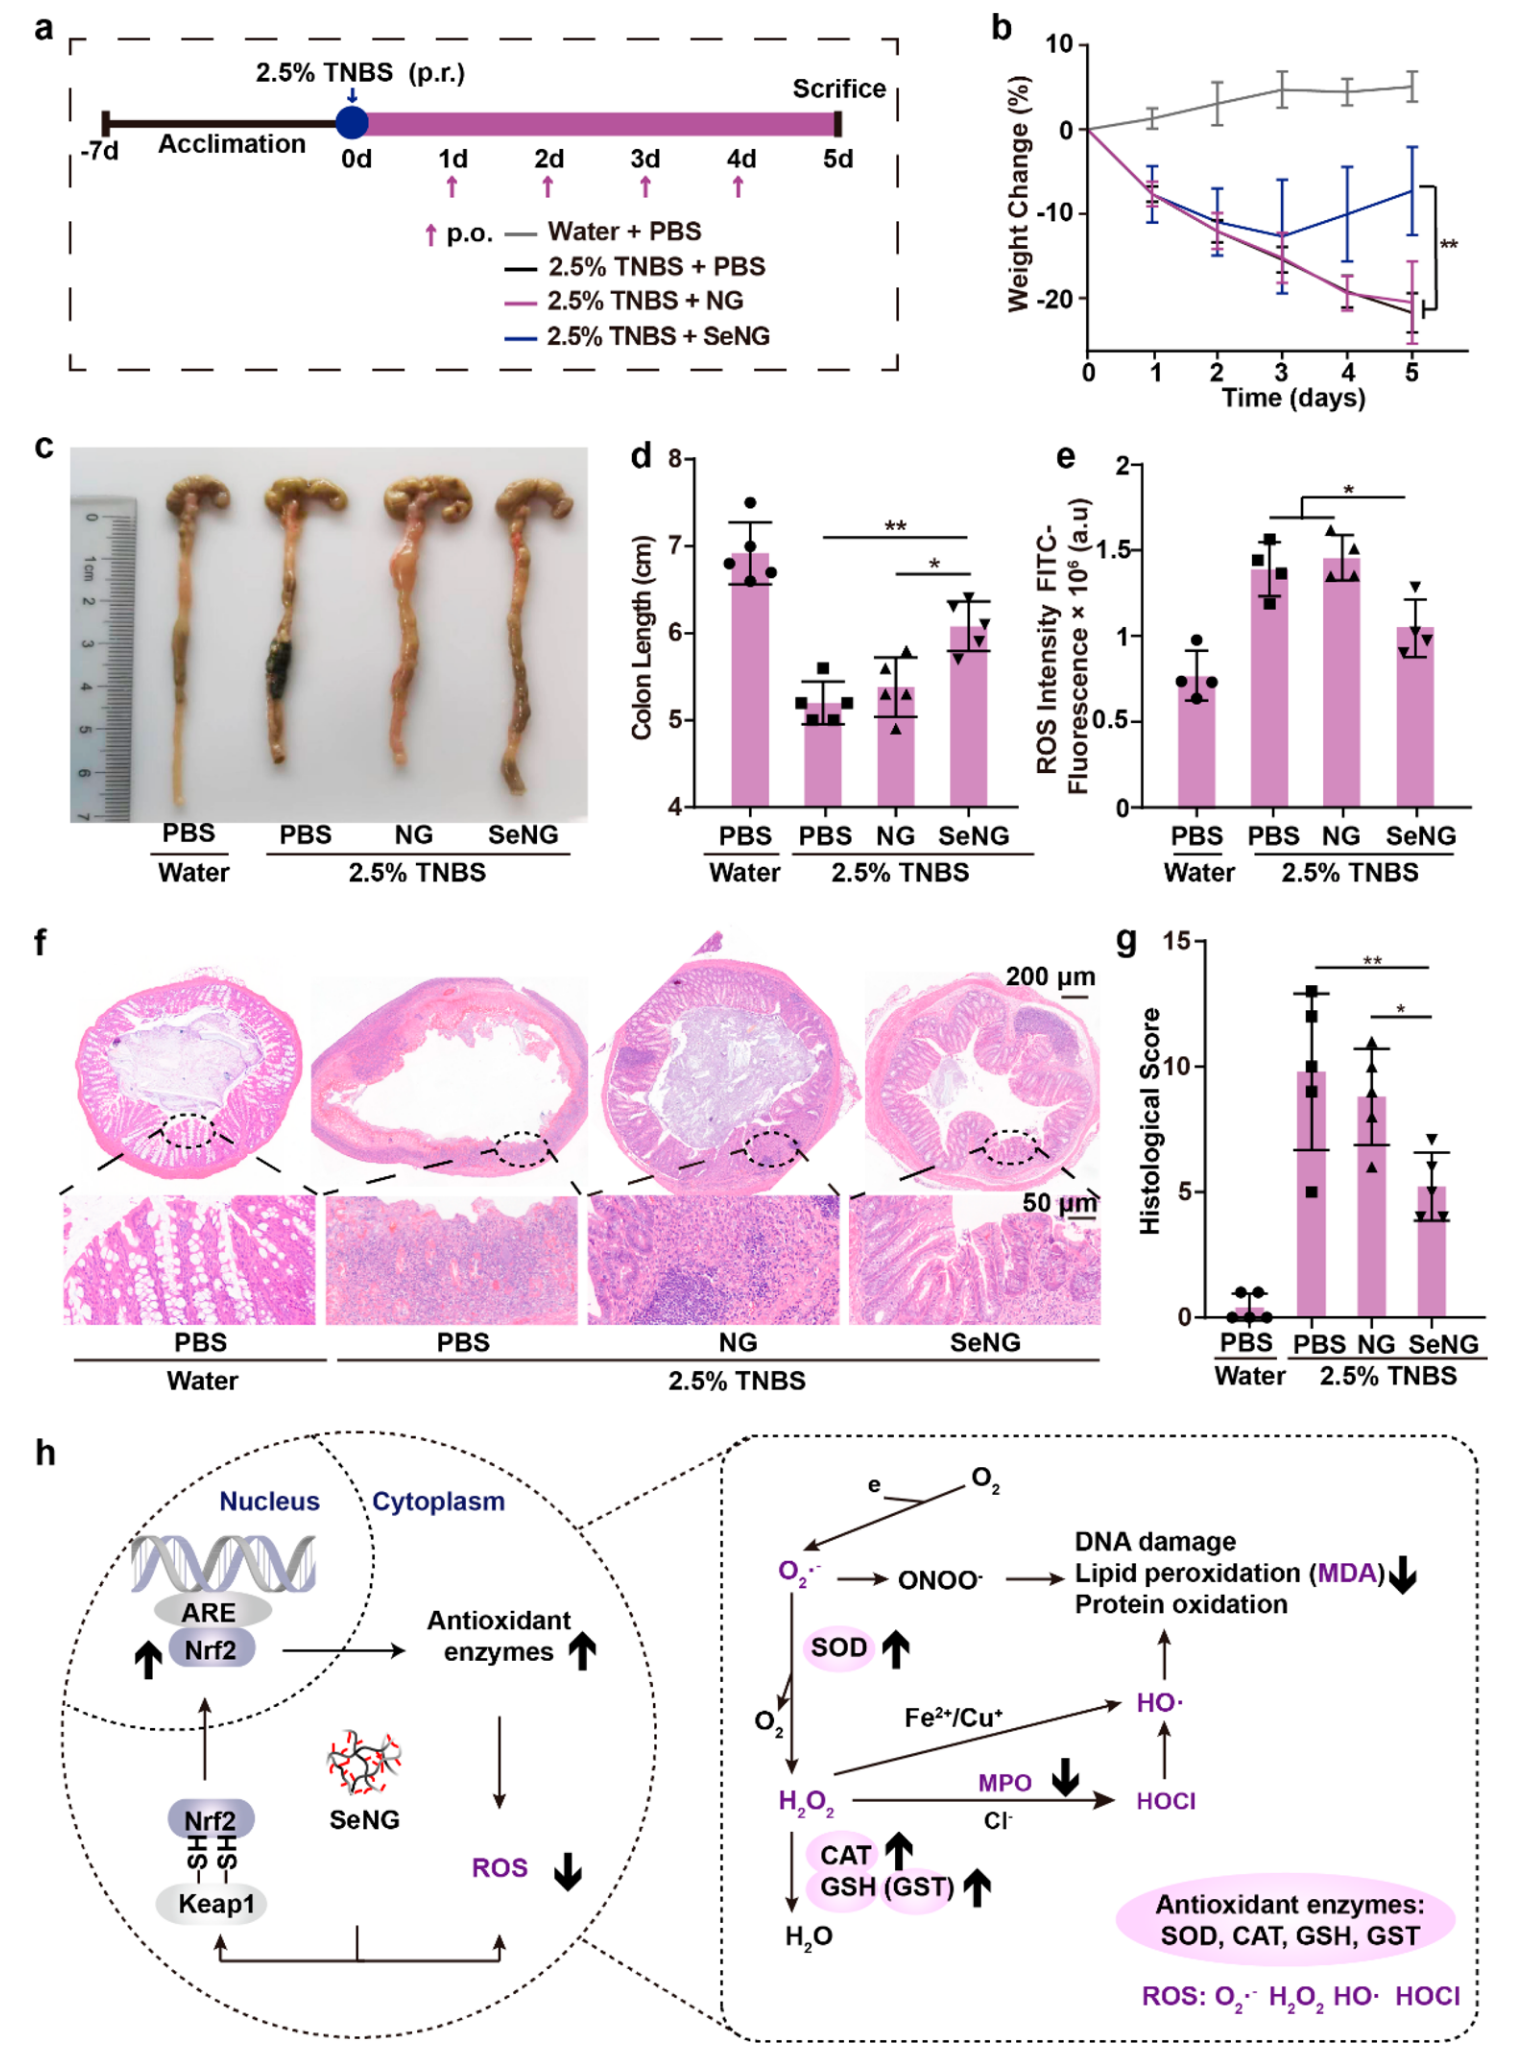 a
2.5% TNBS (p.r.)
Scrifice
Acclimation
-7d
0d
1d
2d
3d
4d
5d
p.o.
Water + PBS
2.5% TNBS + PBS
2.5% TNBS + NG
2.5% TNBS + SeNG
b
Weight Change (%)
10
0
-10
-20
**
0 1 2 3 4 5
Time (days)
c
0
1cm
2
3
4
5
6
7
PBS PBS NG SeNG
Water 2.5% TNBS
d
Colon Length (cm)
8
7
6
5
4
**
*
PBS PBS NG SeNG
Water 2.5% TNBS
e
ROS Intensity FITC-
Fluorescence × 10⁶ (a.u)
2
1.5
1
0.5
0
*
PBS PBS NG SeNG
Water 2.5% TNBS
f
200 μm
50 μm
PBS PBS NG SeNG
Water 2.5% TNBS
g
Histological Score
15
10
5
0
**
*
PBS PBS NG SeNG
Water 2.5% TNBS
h
Nucleus
Cytoplasm
ARE
Nrf2
Antioxidant
enzymes
SeNG
Nrf2
SH SH
Keap1
ROS
e
O₂
O₂·⁻
ONOO⁻
DNA damage
Lipid peroxidation (MDA)
Protein oxidation
SOD
O₂
HO·
Fe²⁺/Cu⁺
H₂O₂
MPO
Cl⁻
HOCl
CAT
GSH (GST)
H₂O
Antioxidant enzymes:
SOD, CAT, GSH, GST
ROS: O₂·⁻ H₂O₂ HO· HOCl